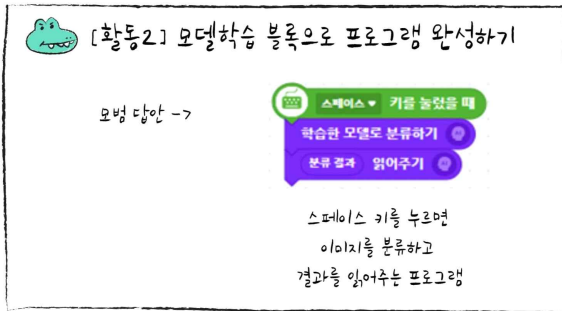 [활동2] 모델학습 블록으로 프로그램 완성하기
모범 답안 ->
스페이스 ▼ 키를 눌렀을 때
학습한 모델로 분류하기
분류 결과 읽어주기
스페이스 키를 누르면
이미지를 분류하고
결과를 읽어주는 프로그램